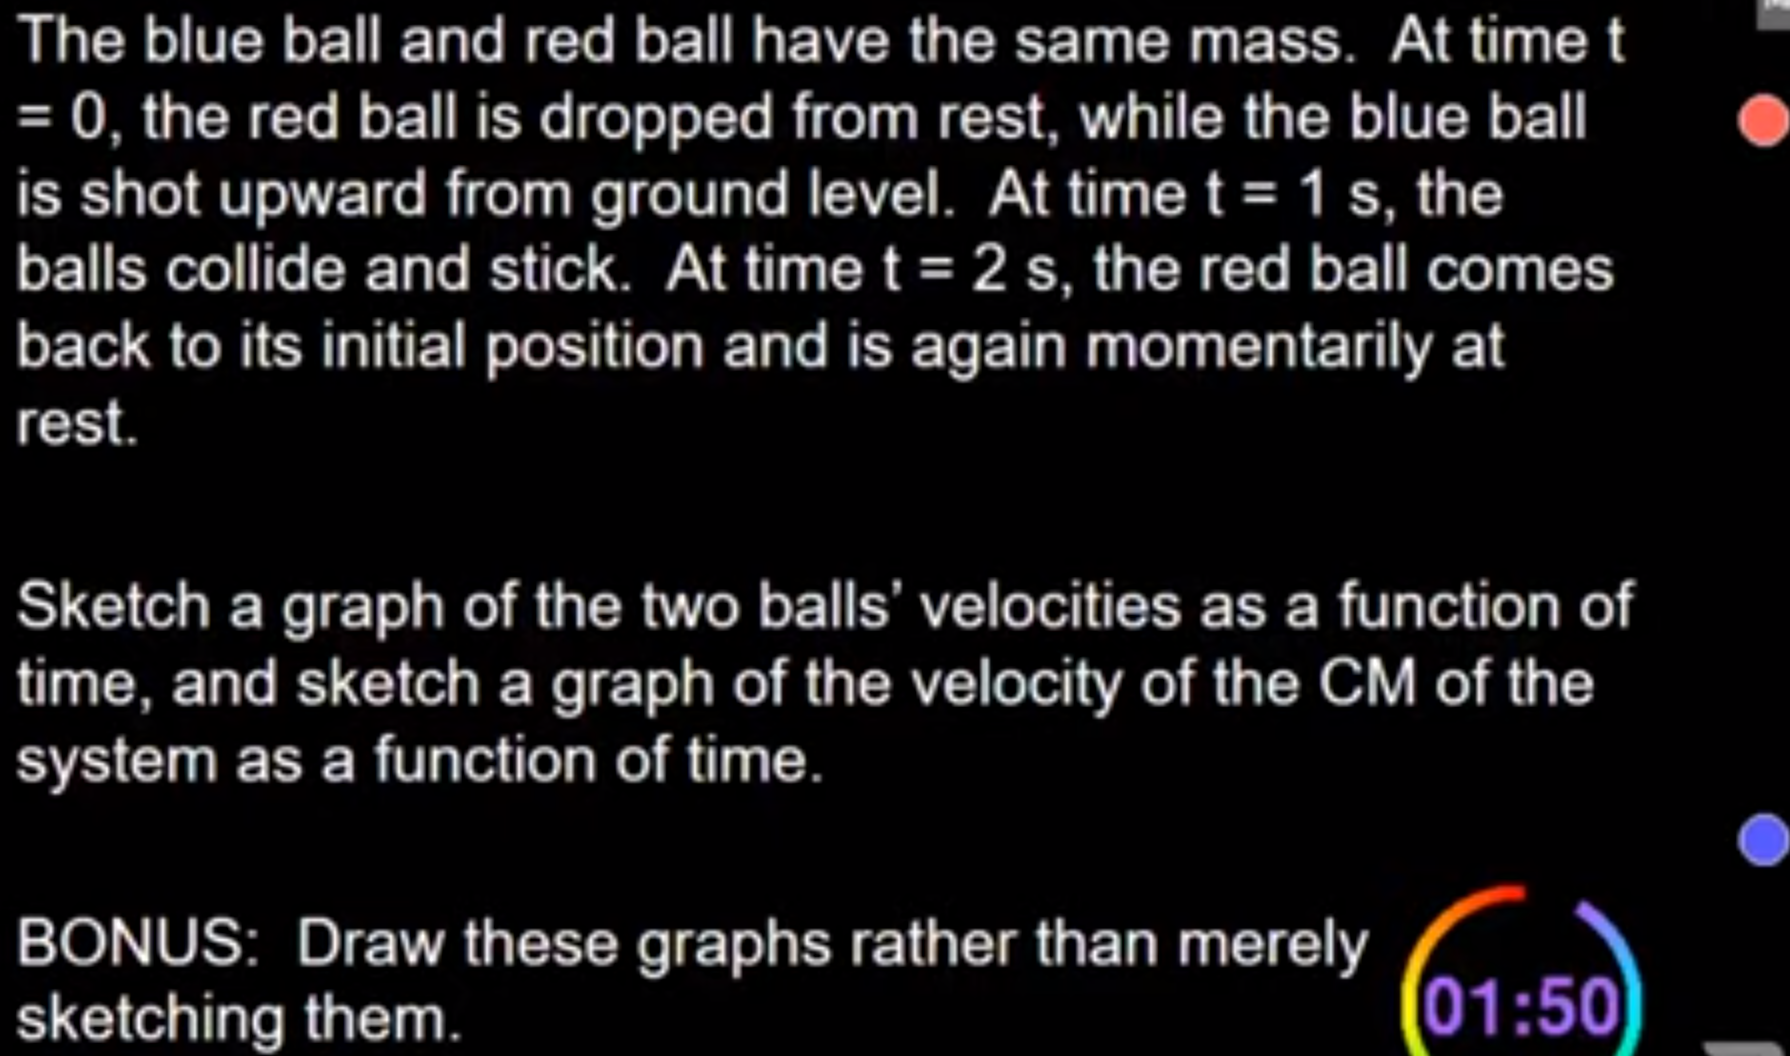 The blue ball and red ball have the same mass.  At time t
= 0, the red ball is dropped from rest, while the blue ball
is shot upward from ground level.  At time t = 1 s, the
balls collide and stick.  At time t = 2 s, the red ball comes
back to its initial position and is again momentarily at
rest.
Sketch a graph of the two balls’ velocities as a function of
time, and sketch a graph of the velocity of the CM of the
system as a function of time.
BONUS:  Draw these graphs rather than merely
sketching them.
01:50